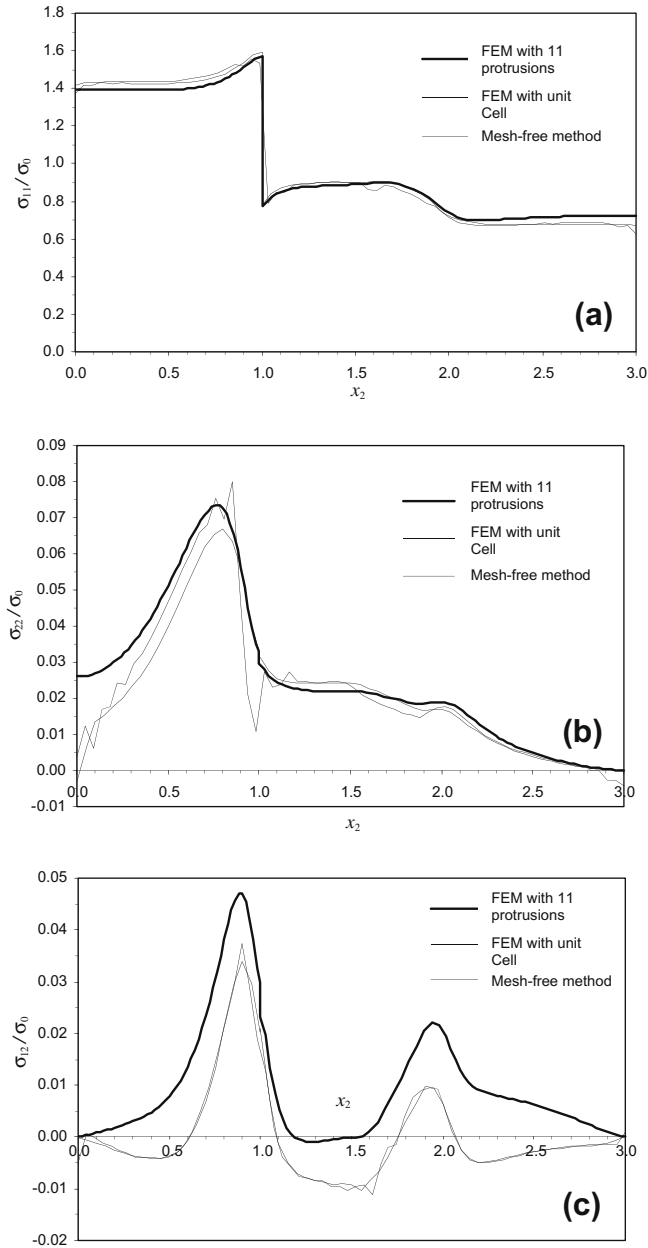 1.8
1.6
1.4
1.2
1.0
0.8
0.6
0.4
0.2
0.0
σ11/σ0
FEM with 11
protrusions
FEM with unit
Cell
Mesh-free method
(a)
0.0 0.5 1.0 1.5 2.0 2.5 3.0
x2
0.09
0.08
0.07
0.06
0.05
0.04
0.03
0.02
0.01
0.00
-0.01
σ22/σ0
FEM with 11
protrusions
FEM with unit
Cell
Mesh-free method
(b)
0.0 0.5 1.0 1.5 2.0 2.5 3.0
x2
0.05
0.04
0.03
0.02
0.01
0.00
-0.01
-0.02
σ12/σ0
FEM with 11
protrusions
FEM with unit
Cell
Mesh-free method
x2
0.0 0.5 1.0 1.5 2.0 2.5 3.0
(c)